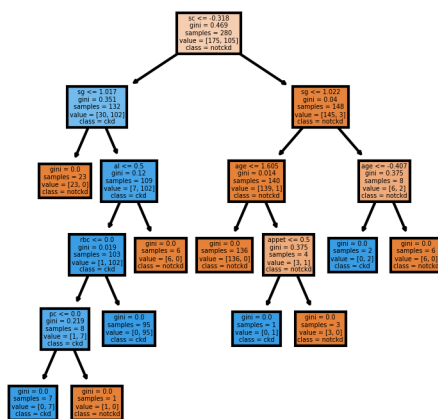 sc <= -0.318
gini = 0.469
samples = 280
value = [175, 105]
class = notckd
sg <= 1.017
gini = 0.351
samples = 132
value = [30, 102]
class = ckd
sg <= 1.022
gini = 0.04
samples = 148
value = [145, 3]
class = notckd
gini = 0.0
samples = 23
value = [23, 0]
class = notckd
al <= 0.5
gini = 0.12
samples = 109
value = [7, 102]
class = ckd
age <= 1.605
gini = 0.014
samples = 140
value = [139, 1]
class = notckd
age <= -0.407
gini = 0.375
samples = 8
value = [6, 2]
class = notckd
rbc <= 0.0
gini = 0.019
samples = 103
value = [1, 102]
class = ckd
gini = 0.0
samples = 6
value = [6, 0]
class = notckd
gini = 0.0
samples = 136
value = [136, 0]
class = notckd
appet <= 0.5
gini = 0.375
samples = 4
value = [3, 1]
class = notckd
gini = 0.0
samples = 2
value = [0, 2]
class = ckd
gini = 0.0
samples = 6
value = [6, 0]
class = notckd
pc <= 0.0
gini = 0.219
samples = 8
value = [1, 7]
class = ckd
gini = 0.0
samples = 95
value = [0, 95]
class = ckd
gini = 0.0
samples = 1
value = [0, 1]
class = ckd
gini = 0.0
samples = 3
value = [3, 0]
class = notckd
gini = 0.0
samples = 7
value = [0, 7]
class = ckd
gini = 0.0
samples = 1
value = [1, 0]
class = notckd